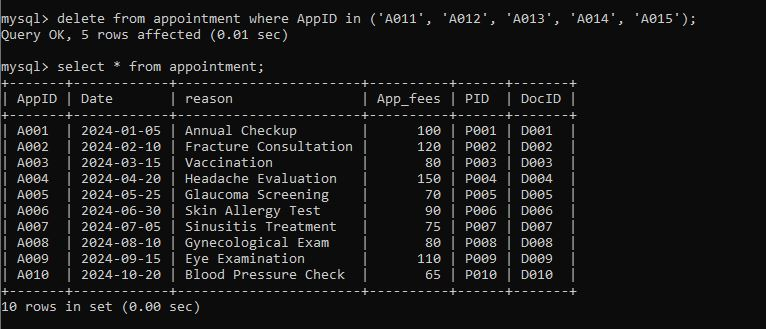 mysql> delete from appointment where AppID in ('A011', 'A012', 'A013', 'A014', 'A015');
Query OK, 5 rows affected (0.01 sec)

mysql> select * from appointment;
+-------+------------+-----------------------+----------+------+-------+
| AppID | Date       | reason                | App_fees | PID  | DocID |
+-------+------------+-----------------------+----------+------+-------+
| A001  | 2024-01-05 | Annual Checkup        |      100 | P001 | D001  |
| A002  | 2024-02-10 | Fracture Consultation |      120 | P002 | D002  |
| A003  | 2024-03-15 | Vaccination           |       80 | P003 | D003  |
| A004  | 2024-04-20 | Headache Evaluation   |      150 | P004 | D004  |
| A005  | 2024-05-25 | Glaucoma Screening    |       70 | P005 | D005  |
| A006  | 2024-06-30 | Skin Allergy Test     |       90 | P006 | D006  |
| A007  | 2024-07-05 | Sinusitis Treatment   |       75 | P007 | D007  |
| A008  | 2024-08-10 | Gynecological Exam    |       80 | P008 | D008  |
| A009  | 2024-09-15 | Eye Examination       |      110 | P009 | D009  |
| A010  | 2024-10-20 | Blood Pressure Check  |       65 | P010 | D010  |
+-------+------------+-----------------------+----------+------+-------+
10 rows in set (0.00 sec)